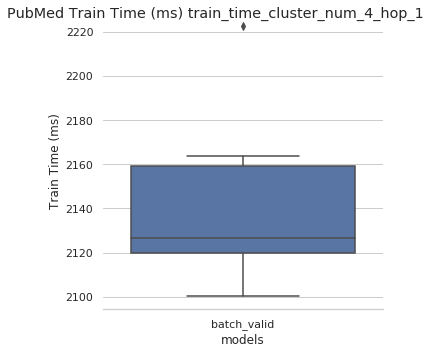 PubMed Train Time (ms) train_time_cluster_num_4_hop_1
2220
2200
2180
2160
2140
2120
2100
Train Time (ms)
batch_valid
models